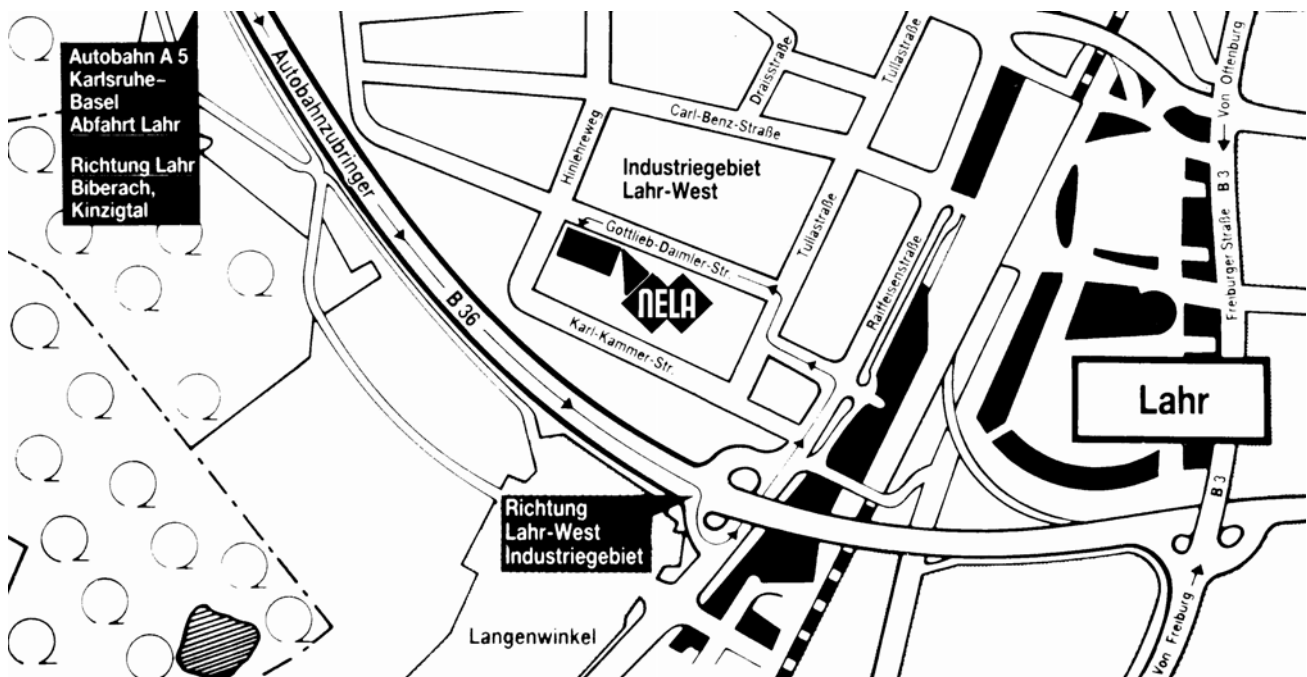 Autobahn A 5
Karlsruhe-
Basel
Abfahrt Lahr
Richtung Lahr
Biberach,
Kinzigtal
Autobahnzubringer
B 36
Hinlehreweg
Draisstraße
Tullastraße
Carl-Benz-Straße
Industriegebiet
Lahr-West
Gottlieb-Daimler-Str.
Tullastraße
Raiffeisenstraße
NELA
Karl-Kammer-Str.
Von Offenburg
B 3
Freiburger Straße
Lahr
B 3
Richtung
Lahr-West
Industriegebiet
Langenwinkel
Von Freiburg